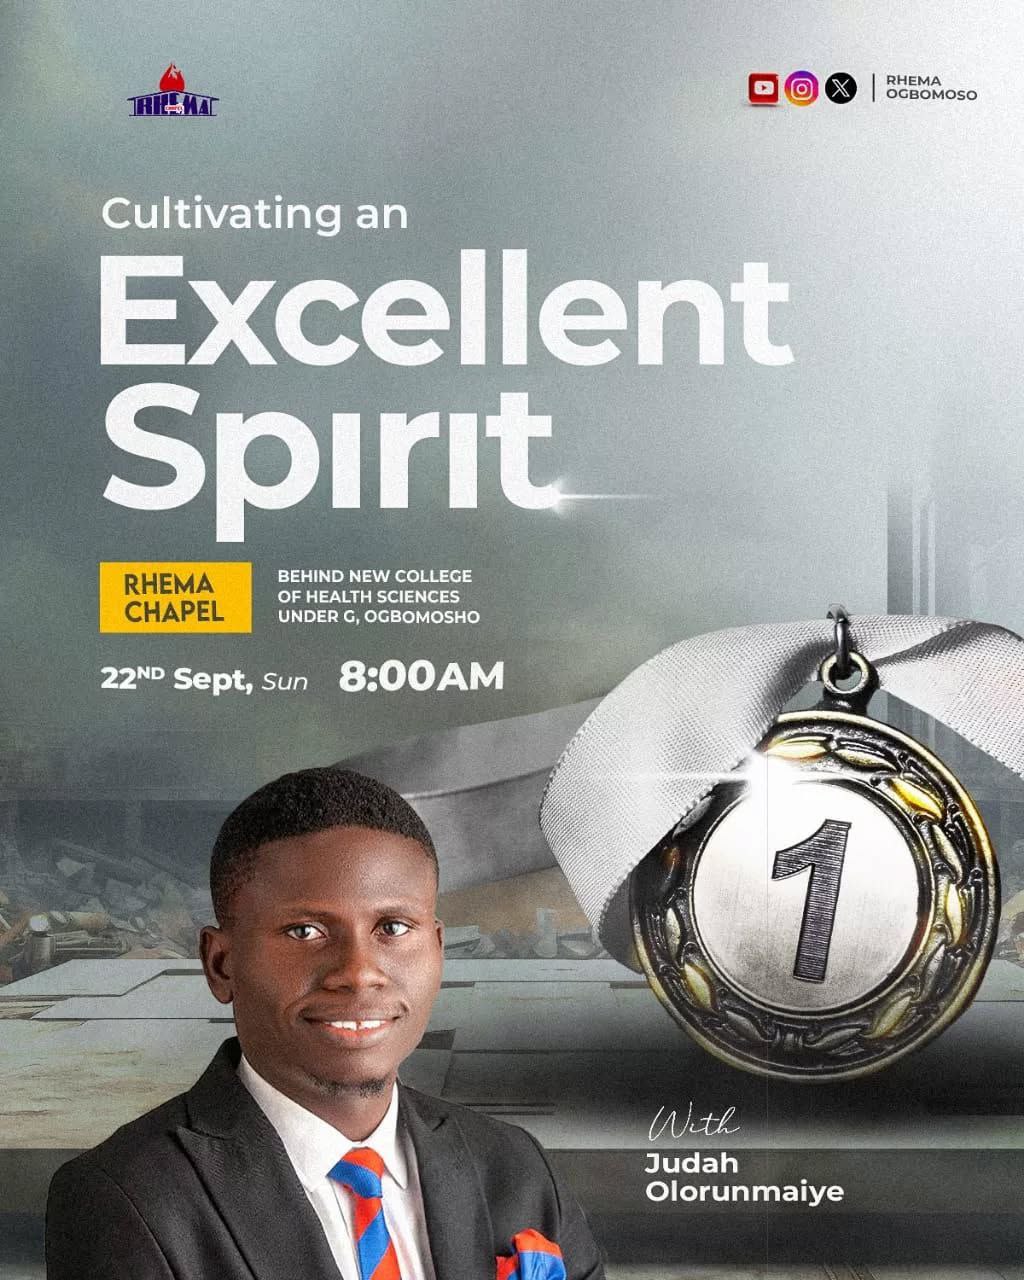 RHEMA
CHAPEL
RHEMA
OGBOMOSO
Cultivating an
Excellent
Spirit
RHEMA
CHAPEL
BEHIND NEW COLLEGE
OF HEALTH SCIENCES
UNDER G, OGBOMOSHO
22ND Sept, Sun 8:00AM
1
With
Judah
Olorunmaiye